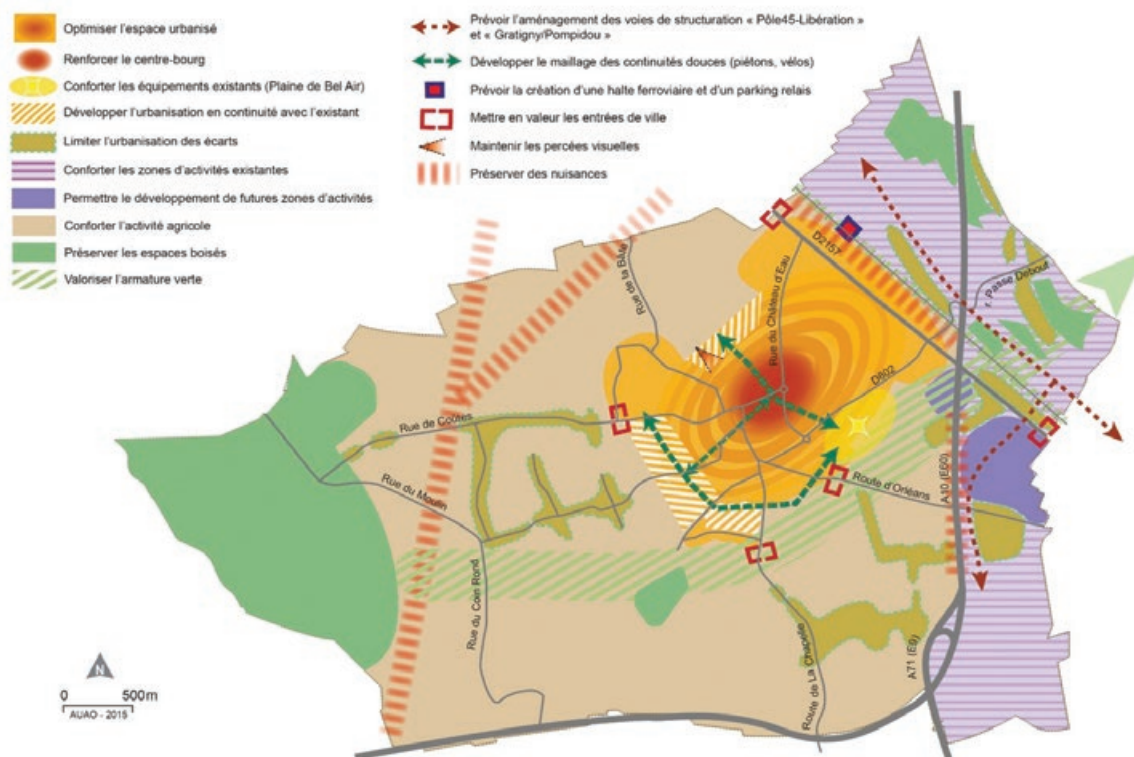 Optimiser l'espace urbanisé
Renforcer le centre-bourg
Conforter les équipements existants (Plaine de Bel Air)
Développer l'urbanisation en continuité avec l'existant
Limiter l'urbanisation des écarts
Conforter les zones d'activités existantes
Permettre le développement de futures zones d'activités
Conforter l'activité agricole
Préserver les espaces boisés
Valoriser l'armature verte
Prévoir l'aménagement des voies de structuration « Pôle45-Libération »
et « Gratigny/Pompidou »
Développer le maillage des continuités douces (piétons, vélos)
Prévoir la création d'une halte ferroviaire et d'un parking relais
Mettre en valeur les entrées de ville
Maintenir les percées visuelles
Préserver des nuisances
D2157
Rue de la Bâte
Rue du Château d'Eau
r. Passe Debout
D802
Rue de Coûtes
Rue du Moulin
Route d'Orléans
A10 (E60)
Rue du Coin Rond
Route de La Chapelle
A71 (E9)
N
0 500m
AUAO - 2015